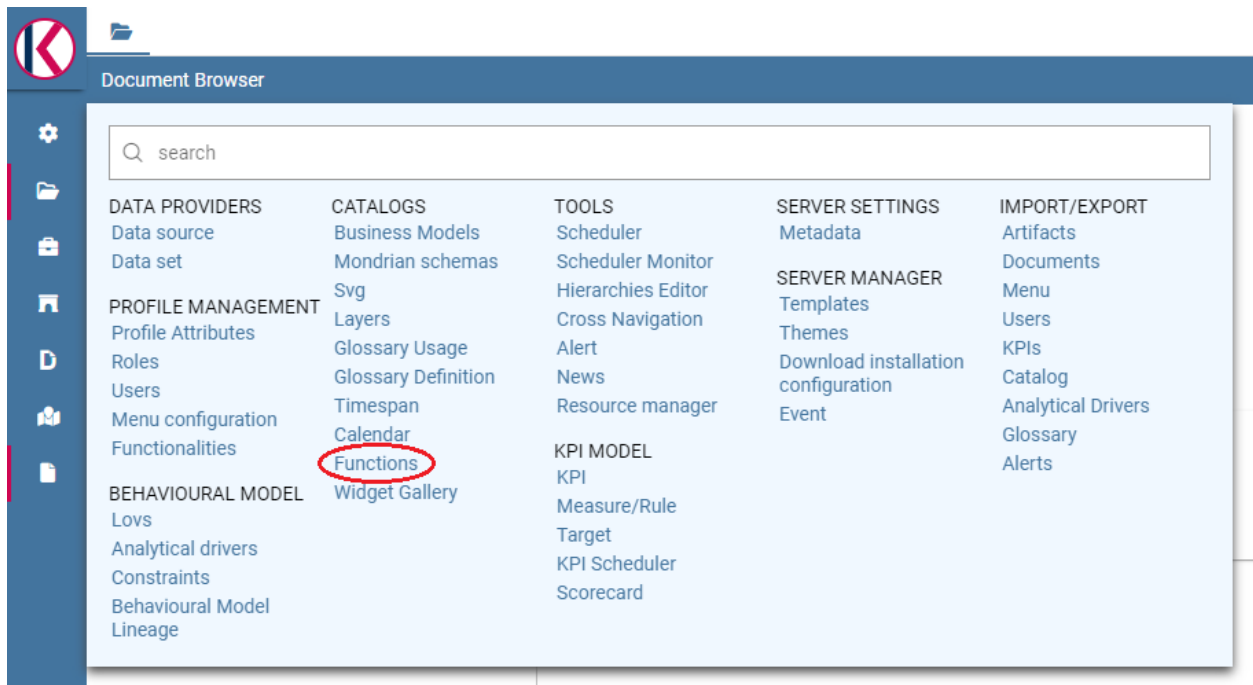 K
Document Browser
search
DATA PROVIDERS
Data source
Data set
PROFILE MANAGEMENT
Profile Attributes
Roles
Users
Menu configuration
Functionalities
BEHAVIOURAL MODEL
Lovs
Analytical drivers
Constraints
Behavioural Model
Lineage
CATALOGS
Business Models
Mondrian schemas
Svg
Layers
Glossary Usage
Glossary Definition
Timespan
Calendar
Functions
Widget Gallery
TOOLS
Scheduler
Scheduler Monitor
Hierarchies Editor
Cross Navigation
Alert
News
Resource manager
KPI MODEL
KPI
Measure/Rule
Target
KPI Scheduler
Scorecard
SERVER SETTINGS
Metadata
SERVER MANAGER
Templates
Themes
Download installation
configuration
Event
IMPORT/EXPORT
Artifacts
Documents
Menu
Users
KPIs
Catalog
Analytical Drivers
Glossary
Alerts
D